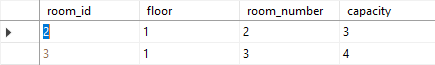 room_id floor room_number capacity
2 1 2 3
3 1 3 4